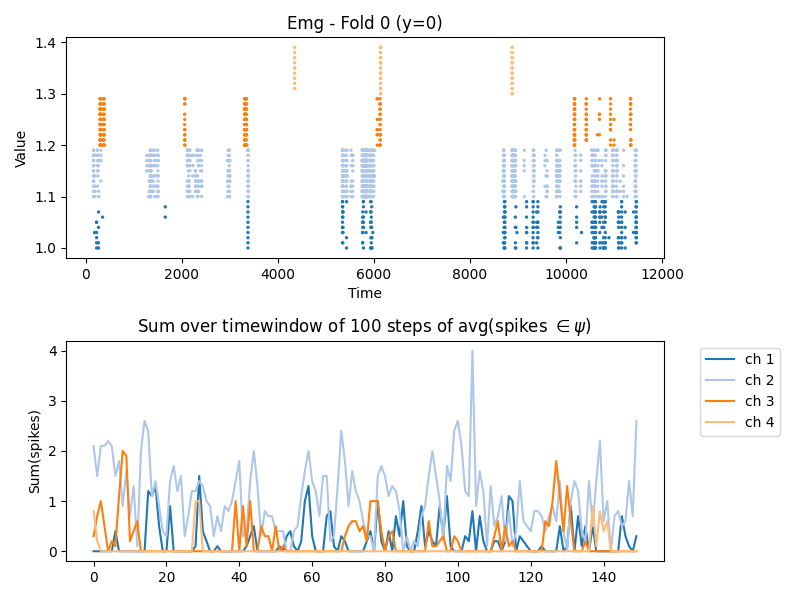 Emg - Fold 0 (y=0)
1.4
1.3
1.2
1.1
1.0
Value
0 2000 4000 6000 8000 10000 12000
Time
Sum over timewindow of 100 steps of avg(spikes ∈ ψ)
4
3
2
1
0
Sum(spikes)
0 20 40 60 80 100 120 140
ch 1
ch 2
ch 3
ch 4